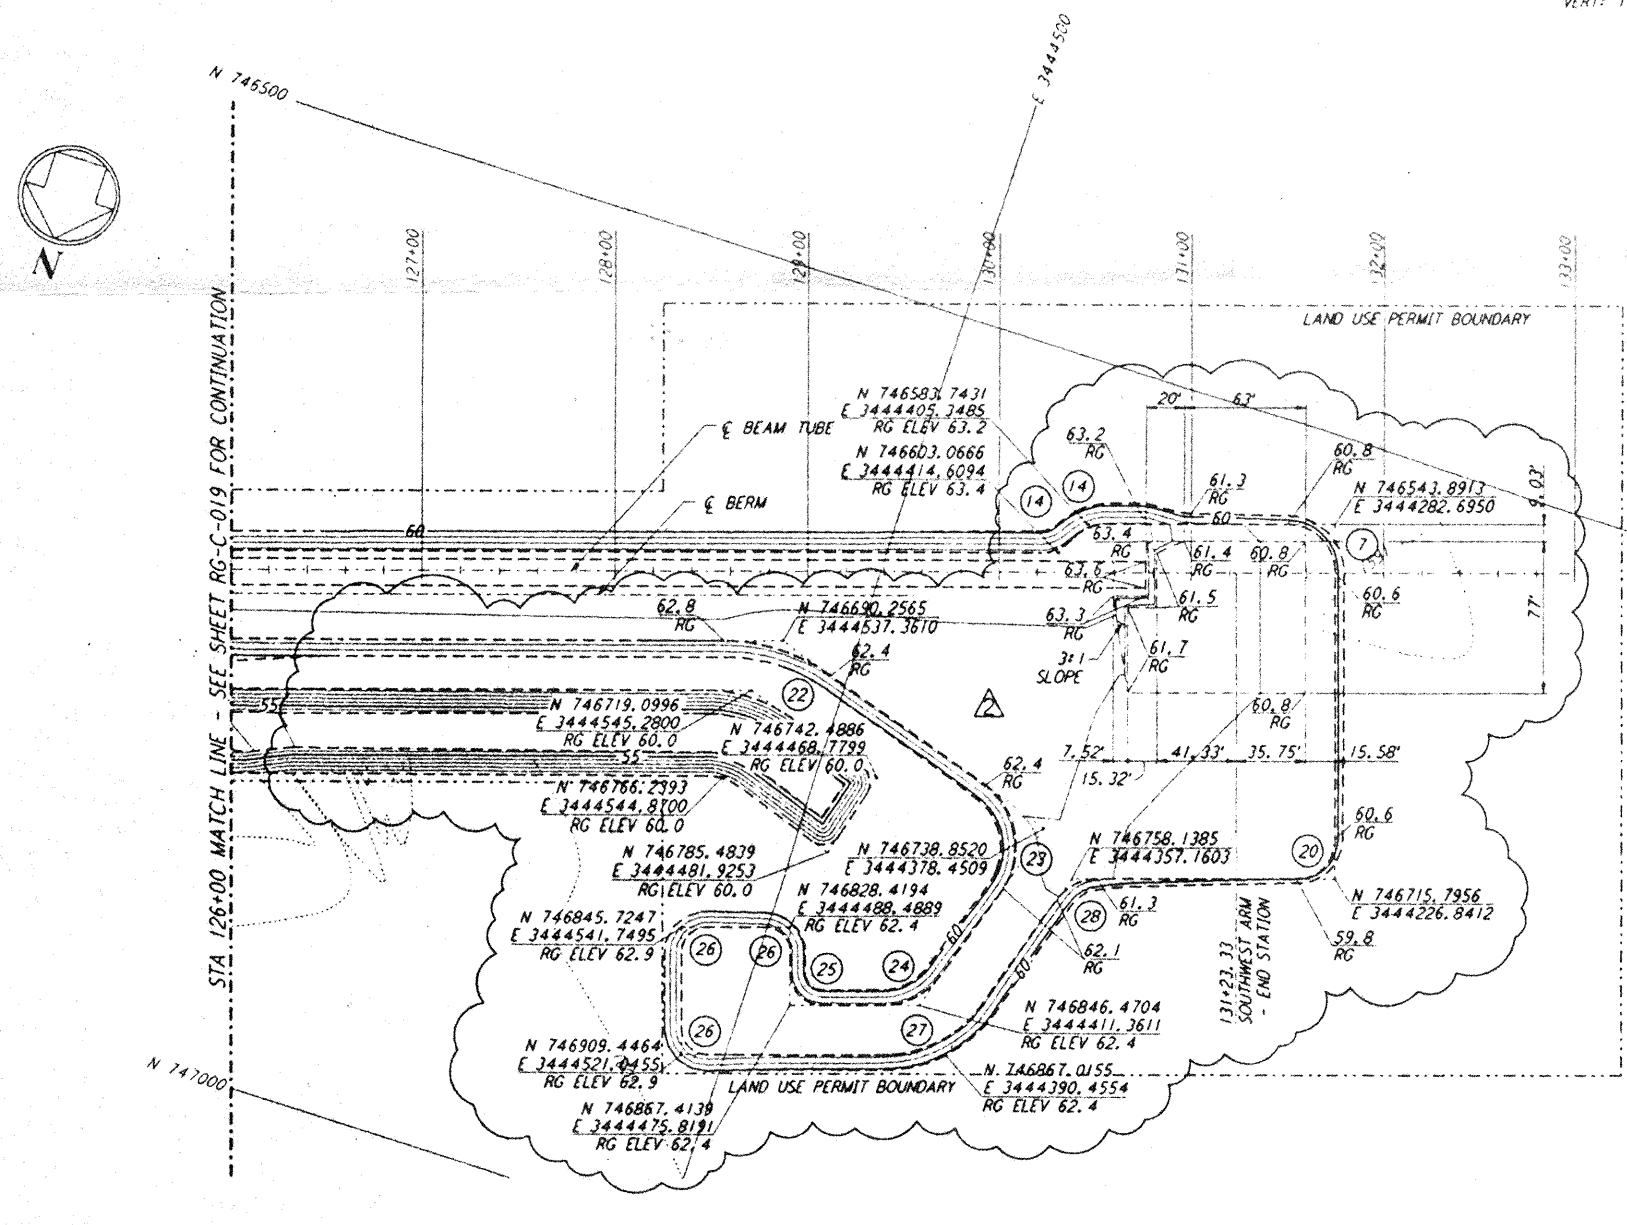 N 746500
E 3444500
N
127+00
128+00
129+00
130+00
131+00
132+00
133+00
STA 126+00 MATCH LINE - SEE SHEET RG-C-019 FOR CONTINUATION
LAND USE PERMIT BOUNDARY
N 746583.7431
E 3444405.3485
RG ELEV 63.2
℄ BEAM TUBE
N 746603.0666
E 3444414.6094
RG ELEV 63.4
℄ BERM
20'
63'
63.2
RG
60.8
RG
61.3
RG
N 746543.8913
E 3444282.6950
9.03'
14
14
60
60
63.4
RG
61.4
RG
60.8
RG
7
63.6
RG
61.5
RG
60.6
RG
77'
62.8
RG
N 746690.2565
E 3444537.3610
63.3
RG
62.4
RG
3:1
SLOPE
61.7
RG
22
55
N 746719.0996
E 3444545.2800
RG ELEV 60.0
2
60.8
RG
N 746742.4886
E 3444468.7799
RG ELEV 60.0
55
7.52'
41.33'
35.75'
15.58'
15.32'
62.4
RG
N 746766.2393
E 3444544.8700
RG ELEV 60.0
60.6
RG
N 746785.4839
E 3444481.9253
RG ELEV 60.0
N 746738.8520
E 3444378.4509
23
N 746758.1385
E 3444357.1603
20
N 746828.4194
E 3444488.4889
RG ELEV 62.4
61.3
RG
28
N 746715.7956
E 3444226.8412
N 746845.7247
E 3444541.7495
RG ELEV 62.9
26
26
25
24
60
60
62.1
RG
59.8
RG
131+23.33
SOUTHWEST ARM
- END STATION
26
27
N 746846.4704
E 3444411.3611
RG ELEV 62.4
N 746909.4464
E 3444521.0455
RG ELEV 62.9
N 747000
LAND USE PERMIT BOUNDARY
N 746867.0155
E 3444390.4554
RG ELEV 62.4
N 746867.4139
E 3444475.8191
RG ELEV 62.4